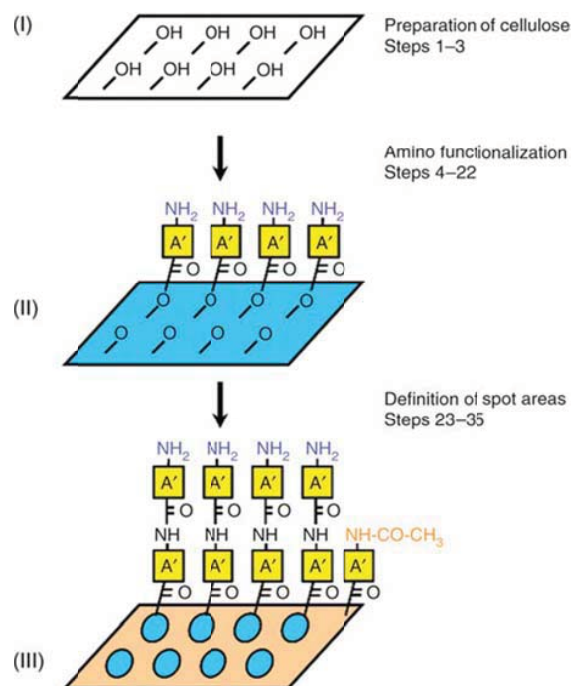 (I)
OH OH OH OH
OH OH OH OH
Preparation of cellulose
Steps 1–3
Amino functionalization
Steps 4–22
NH2 NH2 NH2 NH2
A′ A′ A′ A′
O O O O
O O O O
(II)
O O O O
Definition of spot areas
Steps 23–35
NH2 NH2 NH2 NH2
A′ A′ A′ A′
O O O O
NH NH NH NH NH-CO-CH3
A′ A′ A′ A′ A′
O O O O O
(III)